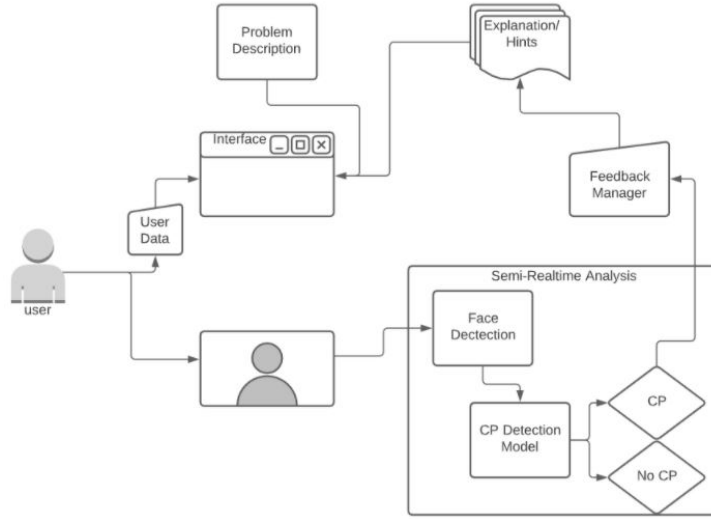 Problem
Description
Explanation/
Hints
Interface
Feedback
Manager
User
Data
user
Semi-Realtime Analysis
Face
Dectection
CP
CP Detection
Model
No CP